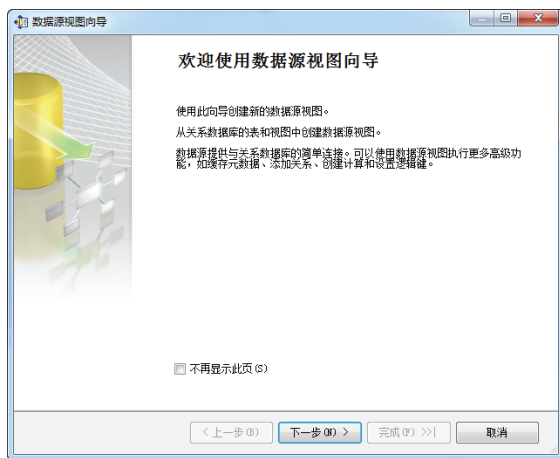 数据源视图向导
欢迎使用数据源视图向导
使用此向导创建新的数据源视图。
从关系数据库的表和视图中创建数据源视图。
数据源提供与关系数据库的简单连接。可以使用数据源视图执行更多高级功
能，如缓存元数据、添加关系、创建计算和设置逻辑键。
不再显示此页(S)
< 上一步(B)
下一步(N) >
完成(F) >>|
取消